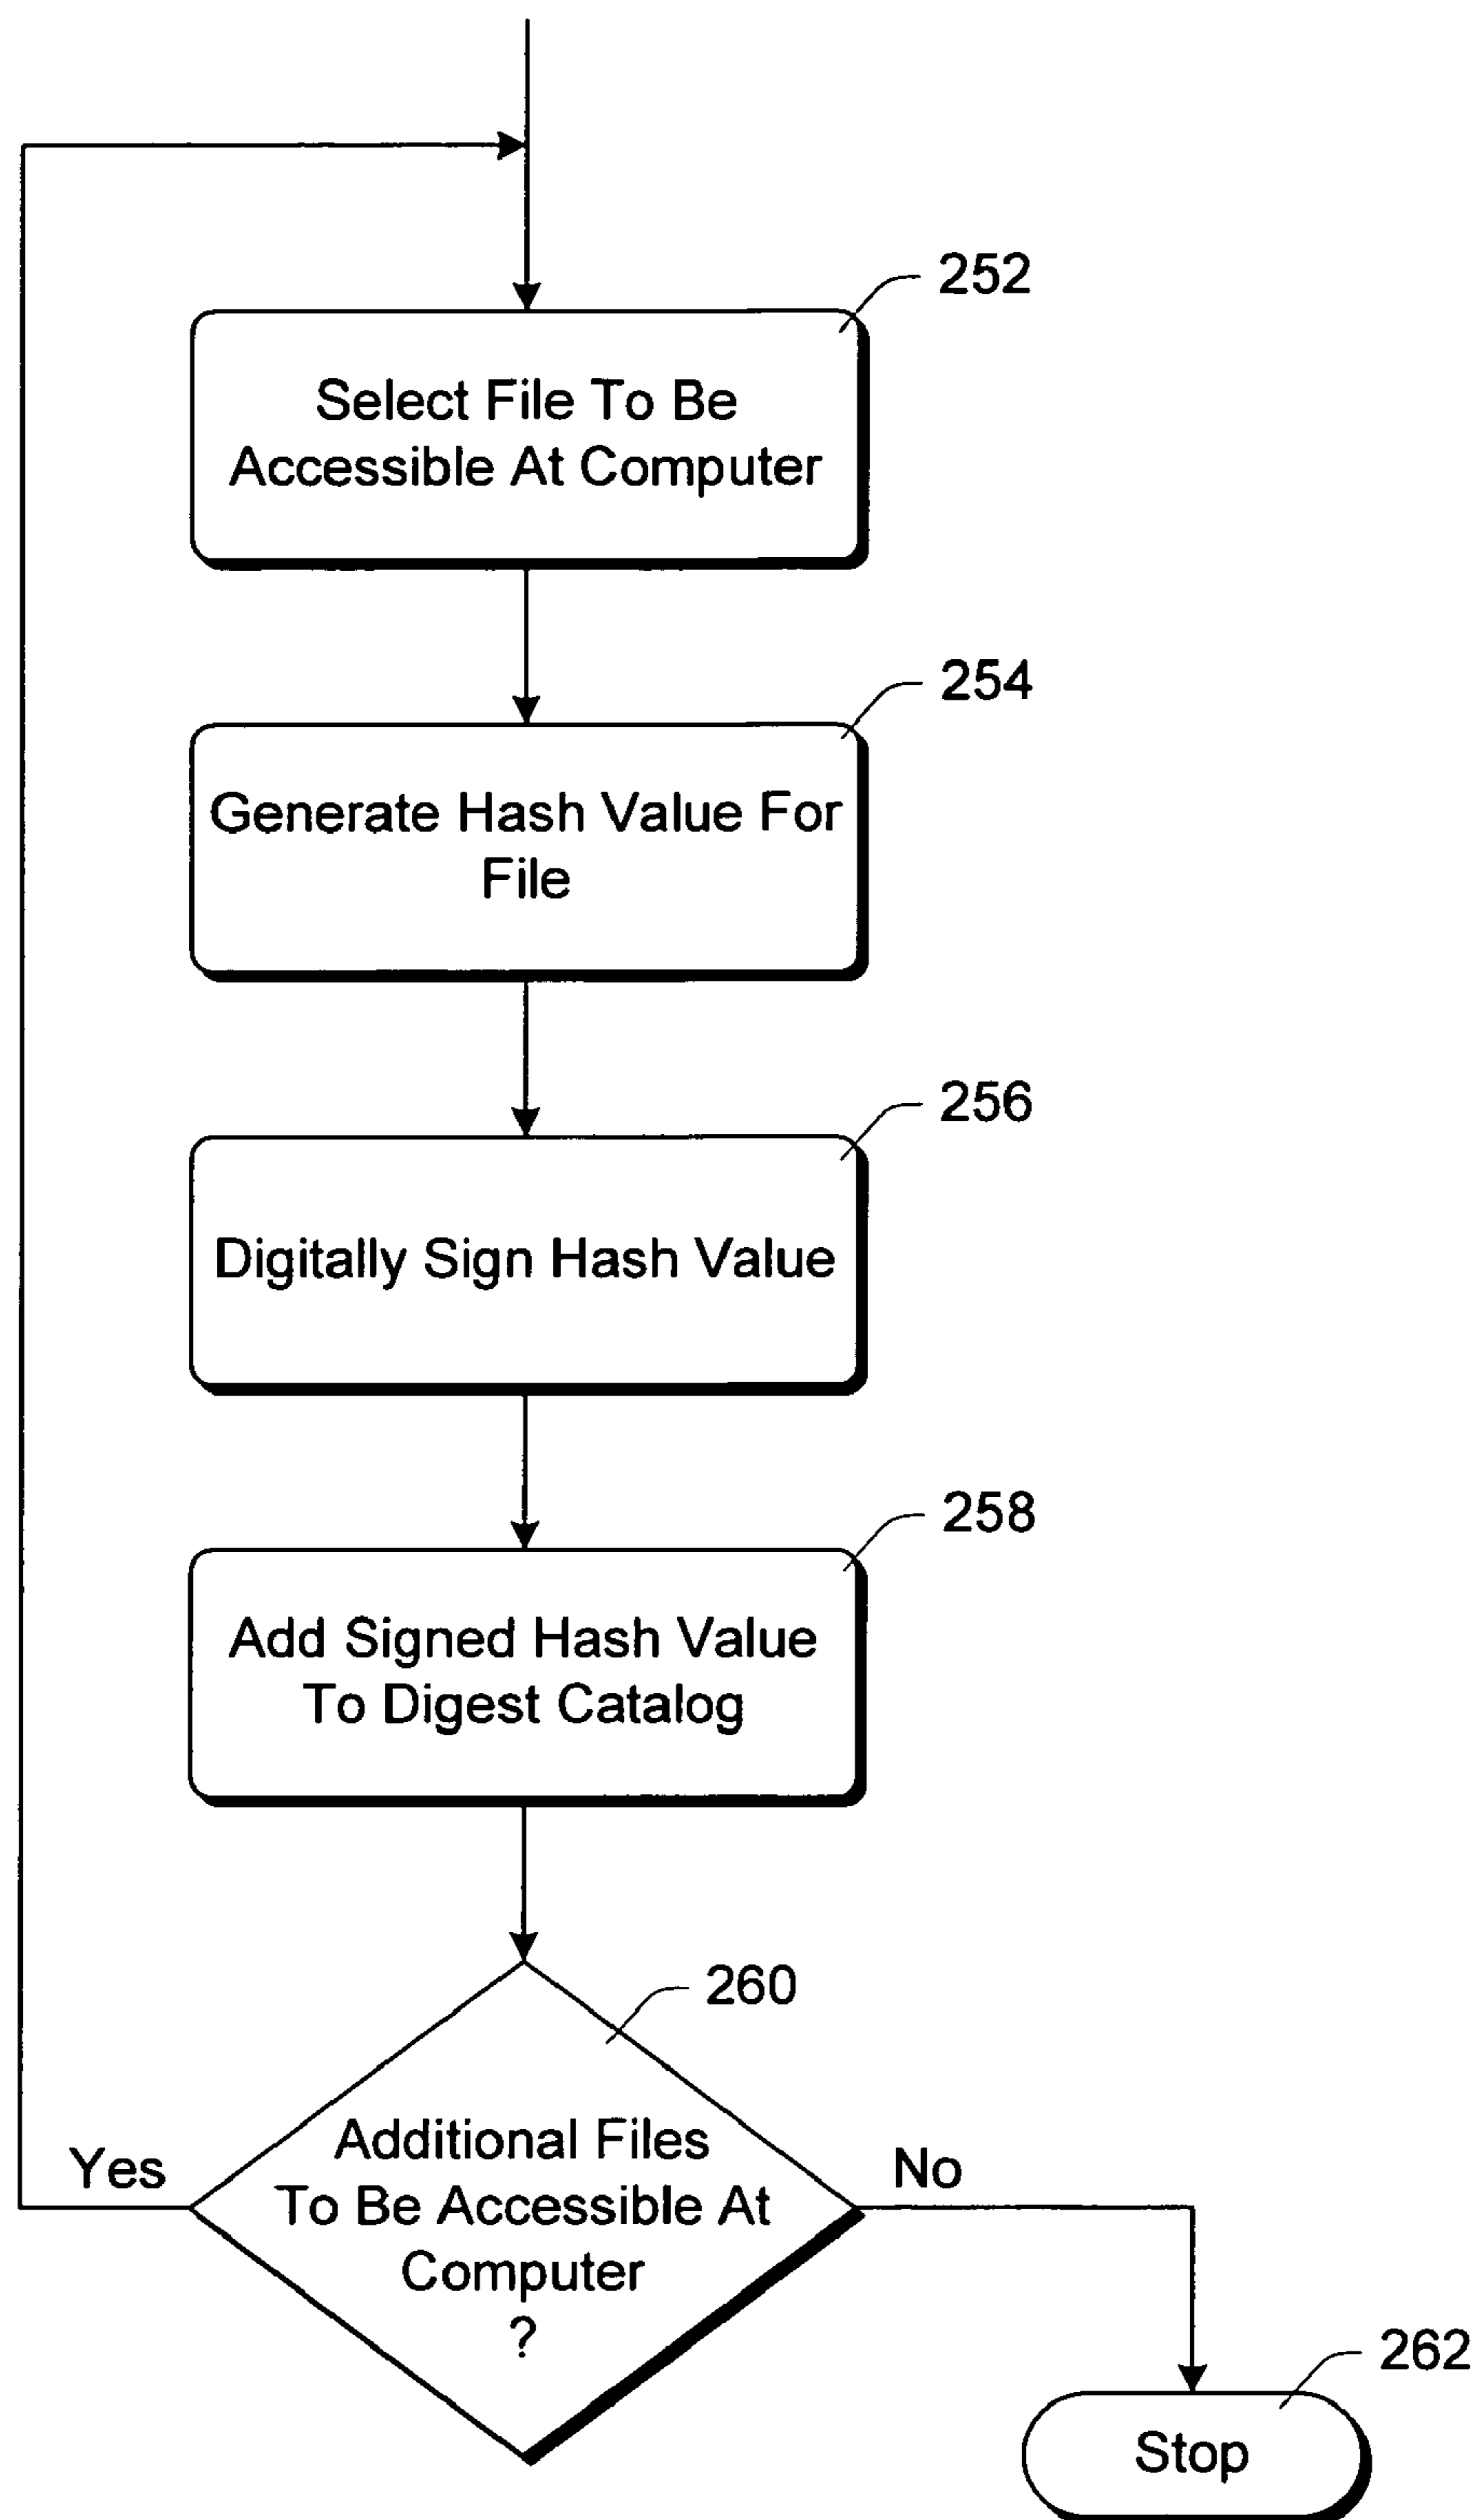 252
Select File To Be
Accessible At Computer
254
Generate Hash Value For
File
256
Digitally Sign Hash Value
258
Add Signed Hash Value
To Digest Catalog
260
Additional Files
To Be Accessible At
Computer
?
Yes
No
262
Stop